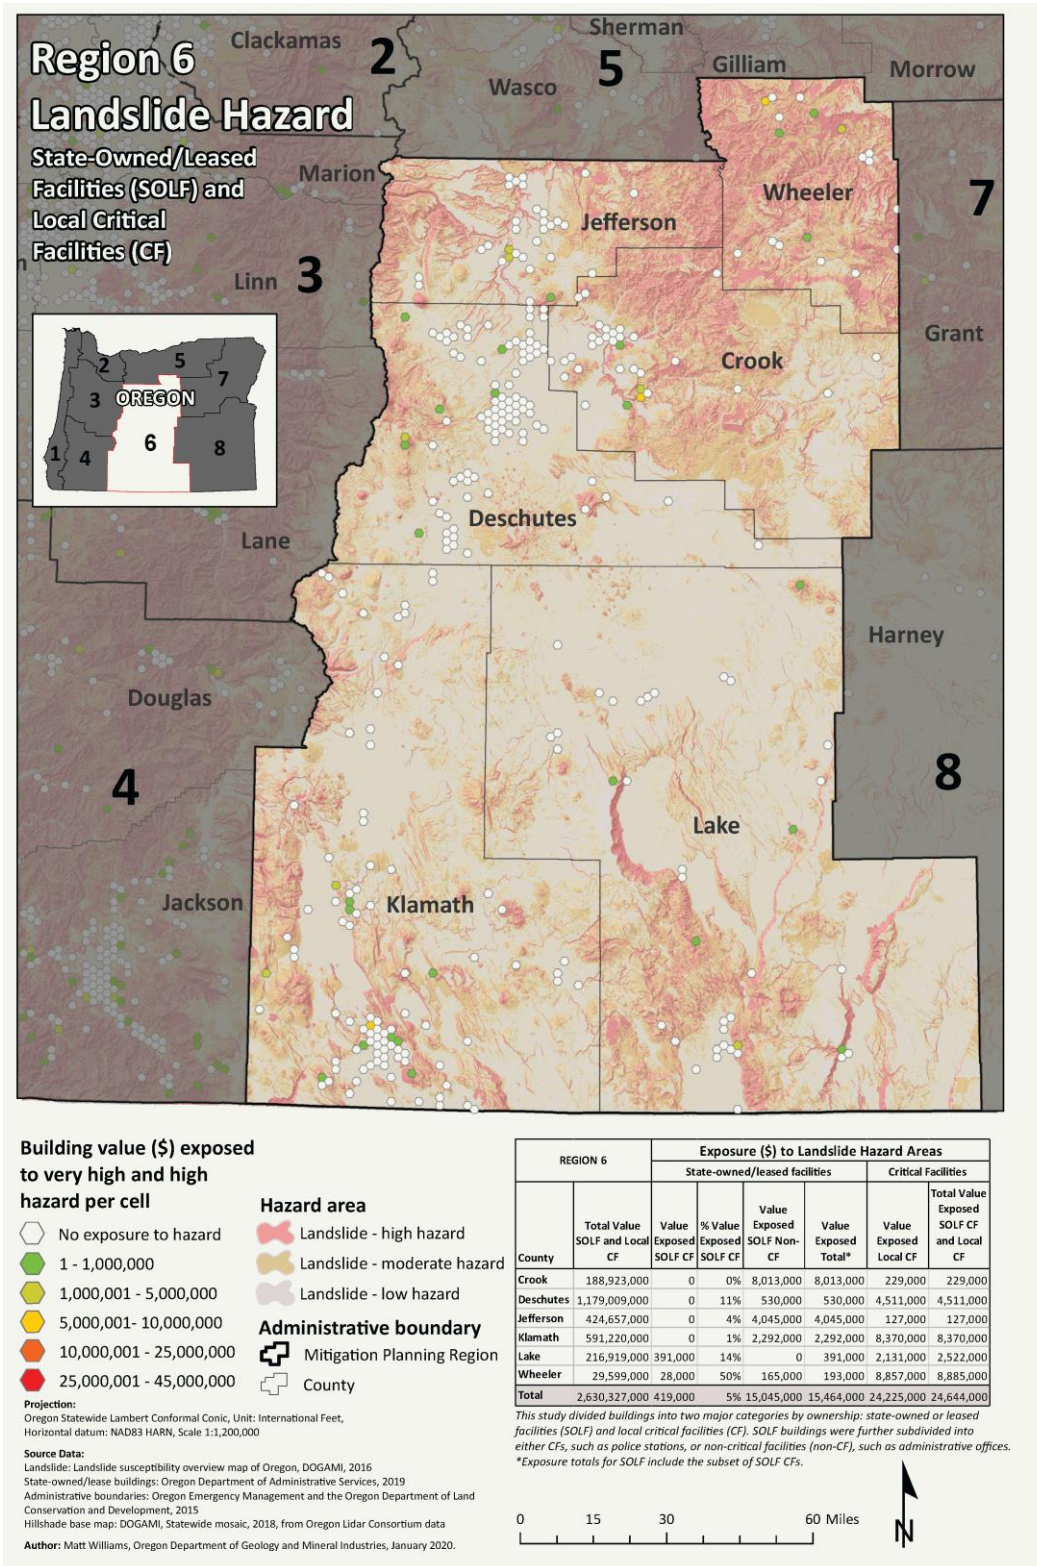 Region 6
Landslide Hazard
State-Owned/Leased
Facilities (SOLF) and
Local Critical
Facilities (CF)
Clackamas
2
Sherman
5
Wasco
Gilliam
Morrow
Marion
Jefferson
Wheeler
7
Linn
3
Grant
Crook
2
5
7
3
OREGON
6
1
4
8
Deschutes
Lane
Harney
Douglas
4
8
Lake
Jackson
Klamath
Building value ($) exposed
to very high and high
hazard per cell
No exposure to hazard
1 - 1,000,000
1,000,001 - 5,000,000
5,000,001- 10,000,000
10,000,001 - 25,000,000
25,000,001 - 45,000,000
Hazard area
Landslide - high hazard
Landslide - moderate hazard
Landslide - low hazard
Administrative boundary
Mitigation Planning Region
County
Projection:
Oregon Statewide Lambert Conformal Conic, Unit: International Feet,
Horizontal datum: NAD83 HARN, Scale 1:1,200,000
Source Data:
Landslide: Landslide susceptibility overview map of Oregon, DOGAMI, 2016
State-owned/lease buildings: Oregon Department of Administrative Services, 2019
Administrative boundaries: Oregon Emergency Management and the Oregon Department of Land
Conservation and Development, 2015
Hillshade base map: DOGAMI, Statewide mosaic, 2018, from Oregon Lidar Consortium data
Author: Matt Williams, Oregon Department of Geology and Mineral Industries, January 2020.
REGION 6
Exposure ($) to Landslide Hazard Areas
State-owned/leased facilities
Critical Facilities
County
Total Value
SOLF and Local
CF
Value
Exposed
SOLF CF
% Value
Exposed
SOLF CF
Value
Exposed
SOLF Non-
CF
Value
Exposed
Total*
Value
Exposed
Local CF
Total Value
Exposed
SOLF CF
and Local
CF
Crook 188,923,000 0 0% 8,013,000 8,013,000 229,000 229,000
Deschutes 1,179,009,000 0 11% 530,000 530,000 4,511,000 4,511,000
Jefferson 424,657,000 0 4% 4,045,000 4,045,000 127,000 127,000
Klamath 591,220,000 0 1% 2,292,000 2,292,000 8,370,000 8,370,000
Lake 216,919,000 391,000 14% 0 391,000 2,131,000 2,522,000
Wheeler 29,599,000 28,000 50% 165,000 193,000 8,857,000 8,885,000
Total 2,630,327,000 419,000 5% 15,045,000 15,464,000 24,225,000 24,644,000
This study divided buildings into two major categories by ownership: state-owned or leased
facilities (SOLF) and local critical facilities (CF). SOLF buildings were further subdivided into
either CFs, such as police stations, or non-critical facilities (non-CF), such as administrative offices.
*Exposure totals for SOLF include the subset of SOLF CFs.
0 15 30 60 Miles
N